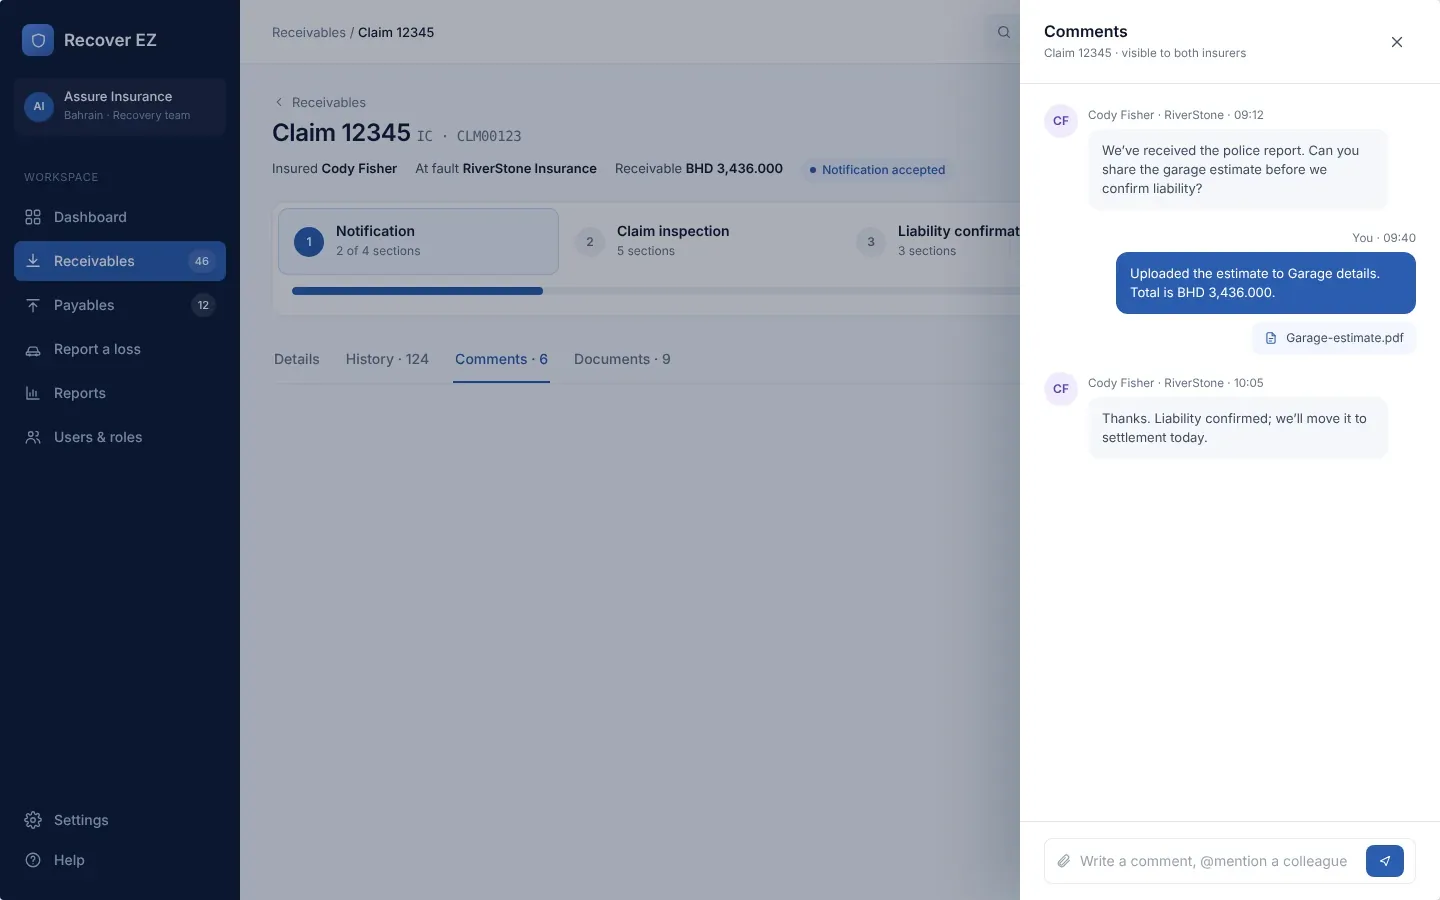 Recover EZ
AI
Assure Insurance
Bahrain · Recovery team
WORKSPACE
Dashboard
Receivables 46
Payables 12
Report a loss
Reports
Users & roles
Settings
Help
Receivables / Claim 12345
Receivables
Claim 12345 IC · CLM00123
Insured Cody Fisher At fault RiverStone Insurance Receivable BHD 3,436.000 Notification accepted
1 Notification
2 of 4 sections
2 Claim inspection
5 sections
3 Liability confirmat
3 sections
Details History · 124 Comments · 6 Documents · 9
Comments
Claim 12345 · visible to both insurers
CF
Cody Fisher · RiverStone · 09:12
We’ve received the police report. Can you
share the garage estimate before we
confirm liability?
You · 09:40
Uploaded the estimate to Garage details.
Total is BHD 3,436.000.
Garage-estimate.pdf
CF
Cody Fisher · RiverStone · 10:05
Thanks. Liability confirmed; we’ll move it to
settlement today.
Write a comment, @mention a colleague